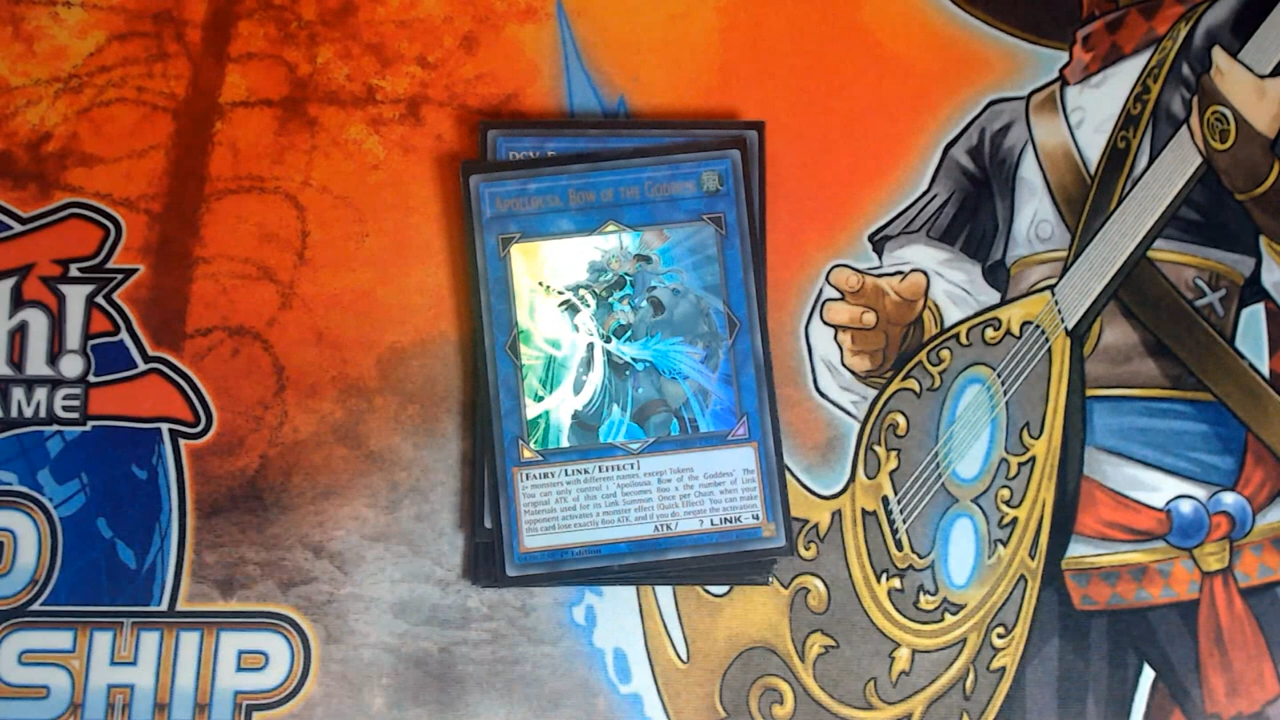 h!
AME
SHIP
PSY-F
APOLLOUSA, BOW OF THE GODDESS
風
[FAIRY/LINK/EFFECT]
2+ monsters with different names, except Tokens
You can only control 1 "Apollousa, Bow of the Goddess". The
original ATK of this card becomes 800 x the number of Link
Materials used for its Link Summon. Once per Chain, when your
opponent activates a monster effect (Quick Effect): You can make
this card lose exactly 800 ATK, and if you do, negate the activation.
ATK/ ? LINK-4
1st Edition